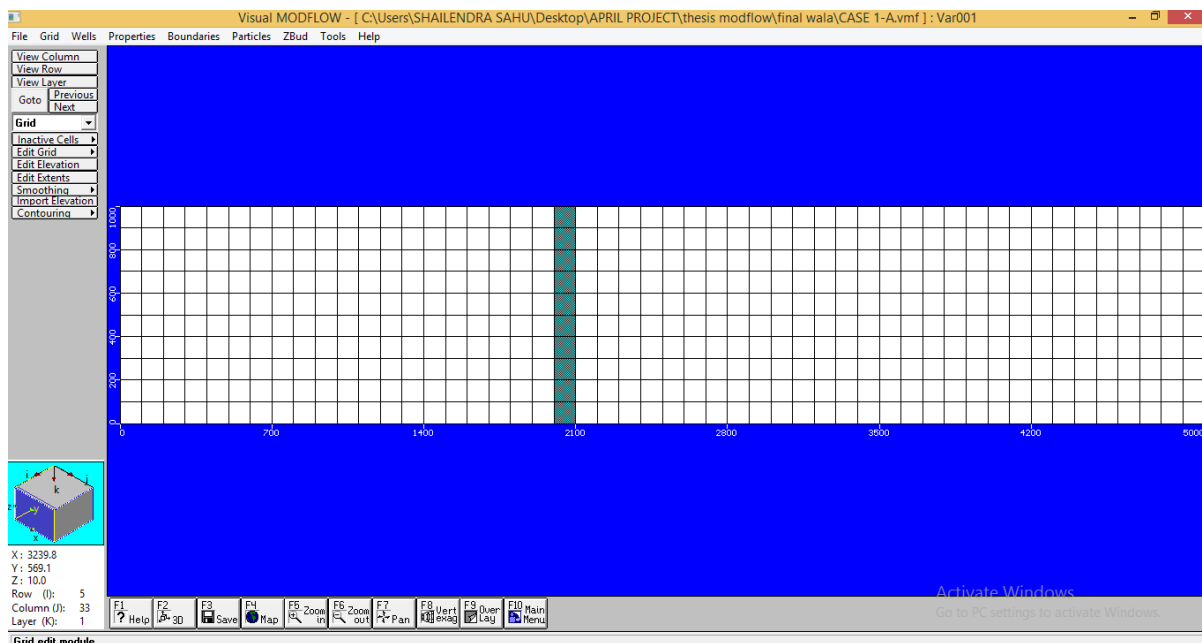 Visual MODFLOW - [ C:\Users\SHAILENDRA SAHU\Desktop\APRIL PROJECT\thesis modflow\final wala\CASE 1-A.vmf ] : Var001
File Grid Wells Properties Boundaries Particles ZBud Tools Help
View Column
View Row
View Layer
Goto Previous
Next
Grid
Inactive Cells
Edit Grid
Edit Elevation
Edit Extents
Smoothing
Import Elevation
Contouring
1000
800
600
400
200
0
0 700 1400 2100 2800 3500 4200 5000
i j
k
z
y
x
X : 3239.8
Y : 569.1
Z : 10.0
Row (I): 5
Column (J): 33
Layer (K): 1
F1 ? Help F2 3D F3 Save F4 Map F5 Zoom in F6 Zoom out F7 Pan F8 Vert exag F9 Over Lay F10 Main Menu
Activate Windows
Go to PC settings to activate Windows.
Grid edit module